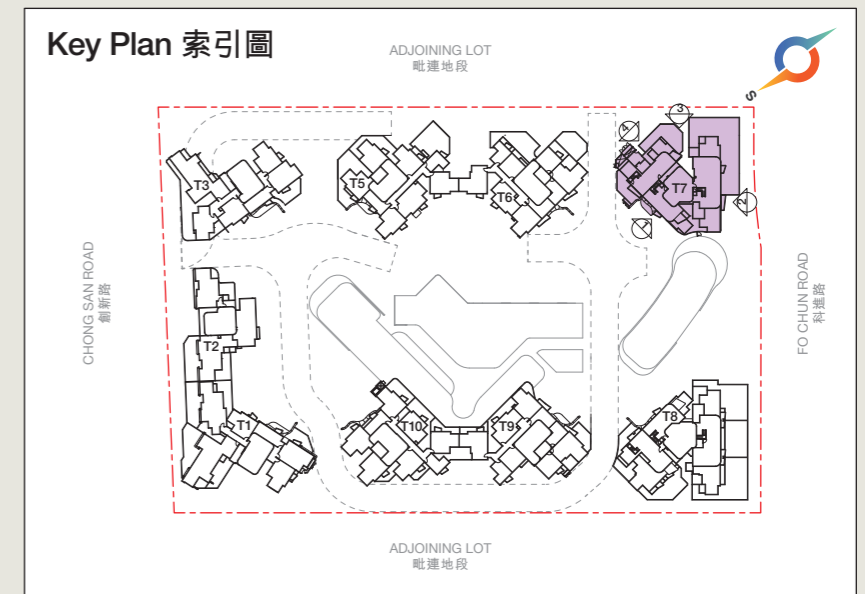 Key Plan 索引圖
ADJOINING LOT
毗連地段
S
3
4
T3
T5
T6
T7
2
1
CHONG SAN ROAD
創新路
FO CHUN ROAD
科進路
T2
T1
T10
T9
T8
ADJOINING LOT
毗連地段